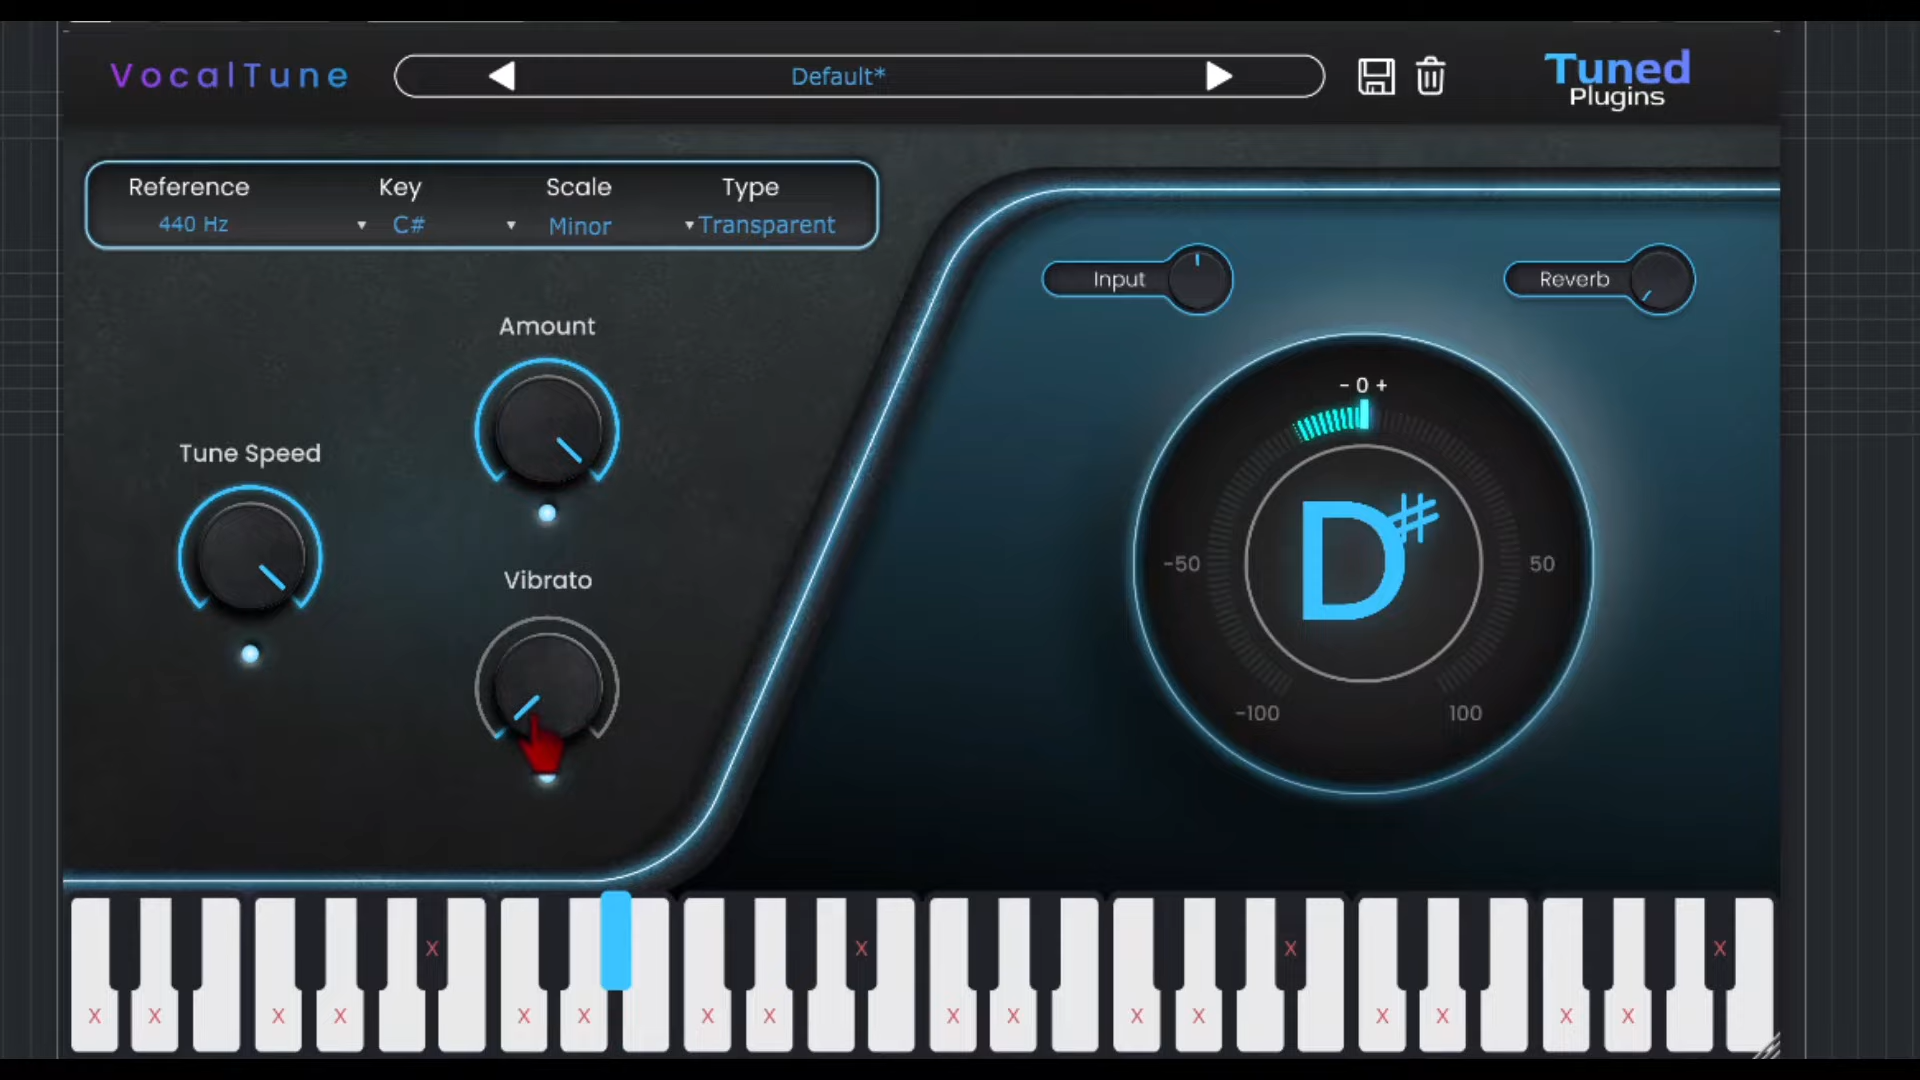 VocalTune
Default*
Tuned
Plugins
Reference Key Scale Type
440 Hz C# Minor Transparent
Input
Reverb
Amount
Tune Speed
Vibrato
- 0 +
-50
50
-100
100
D#
X X X X
X X X X X X X X X X X X X X X X